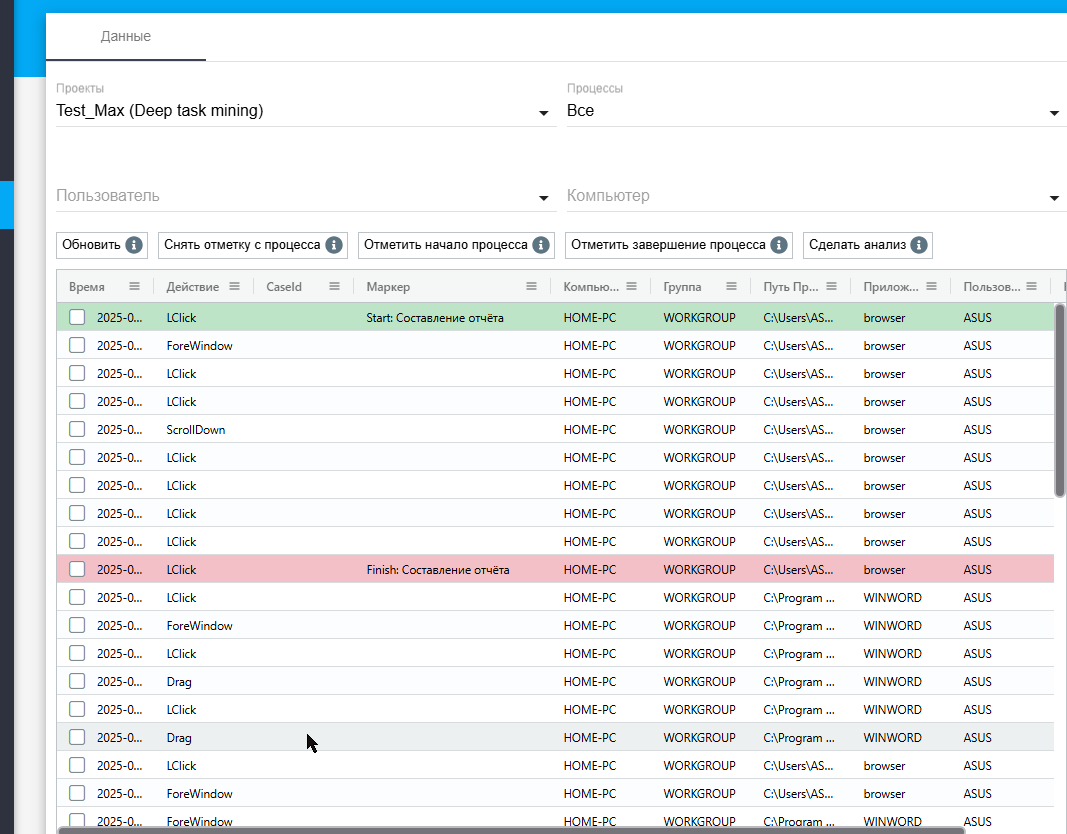 Данные
Проекты Процессы
Test_Max (Deep task mining) Все
Пользователь Компьютер
Обновить Снять отметку с процесса Отметить начало процесса Отметить завершение процесса Сделать анализ
Время Действие CaseId Маркер Компью... Группа Путь Пр... Прилож... Пользов...
2025-0... LClick Start: Составление отчёта HOME-PC WORKGROUP C:\Users\AS... browser ASUS
2025-0... ForeWindow HOME-PC WORKGROUP C:\Users\AS... browser ASUS
2025-0... LClick HOME-PC WORKGROUP C:\Users\AS... browser ASUS
2025-0... LClick HOME-PC WORKGROUP C:\Users\AS... browser ASUS
2025-0... ScrollDown HOME-PC WORKGROUP C:\Users\AS... browser ASUS
2025-0... LClick HOME-PC WORKGROUP C:\Users\AS... browser ASUS
2025-0... LClick HOME-PC WORKGROUP C:\Users\AS... browser ASUS
2025-0... LClick HOME-PC WORKGROUP C:\Users\AS... browser ASUS
2025-0... LClick HOME-PC WORKGROUP C:\Users\AS... browser ASUS
2025-0... LClick Finish: Составление отчёта HOME-PC WORKGROUP C:\Users\AS... browser ASUS
2025-0... LClick HOME-PC WORKGROUP C:\Program ... WINWORD ASUS
2025-0... ForeWindow HOME-PC WORKGROUP C:\Program ... WINWORD ASUS
2025-0... LClick HOME-PC WORKGROUP C:\Program ... WINWORD ASUS
2025-0... Drag HOME-PC WORKGROUP C:\Program ... WINWORD ASUS
2025-0... LClick HOME-PC WORKGROUP C:\Program ... WINWORD ASUS
2025-0... Drag HOME-PC WORKGROUP C:\Program ... WINWORD ASUS
2025-0... LClick HOME-PC WORKGROUP C:\Users\AS... browser ASUS
2025-0... ForeWindow HOME-PC WORKGROUP C:\Users\AS... browser ASUS
2025-0... ForeWindow HOME-PC WORKGROUP C:\Program ... WINWORD ASUS